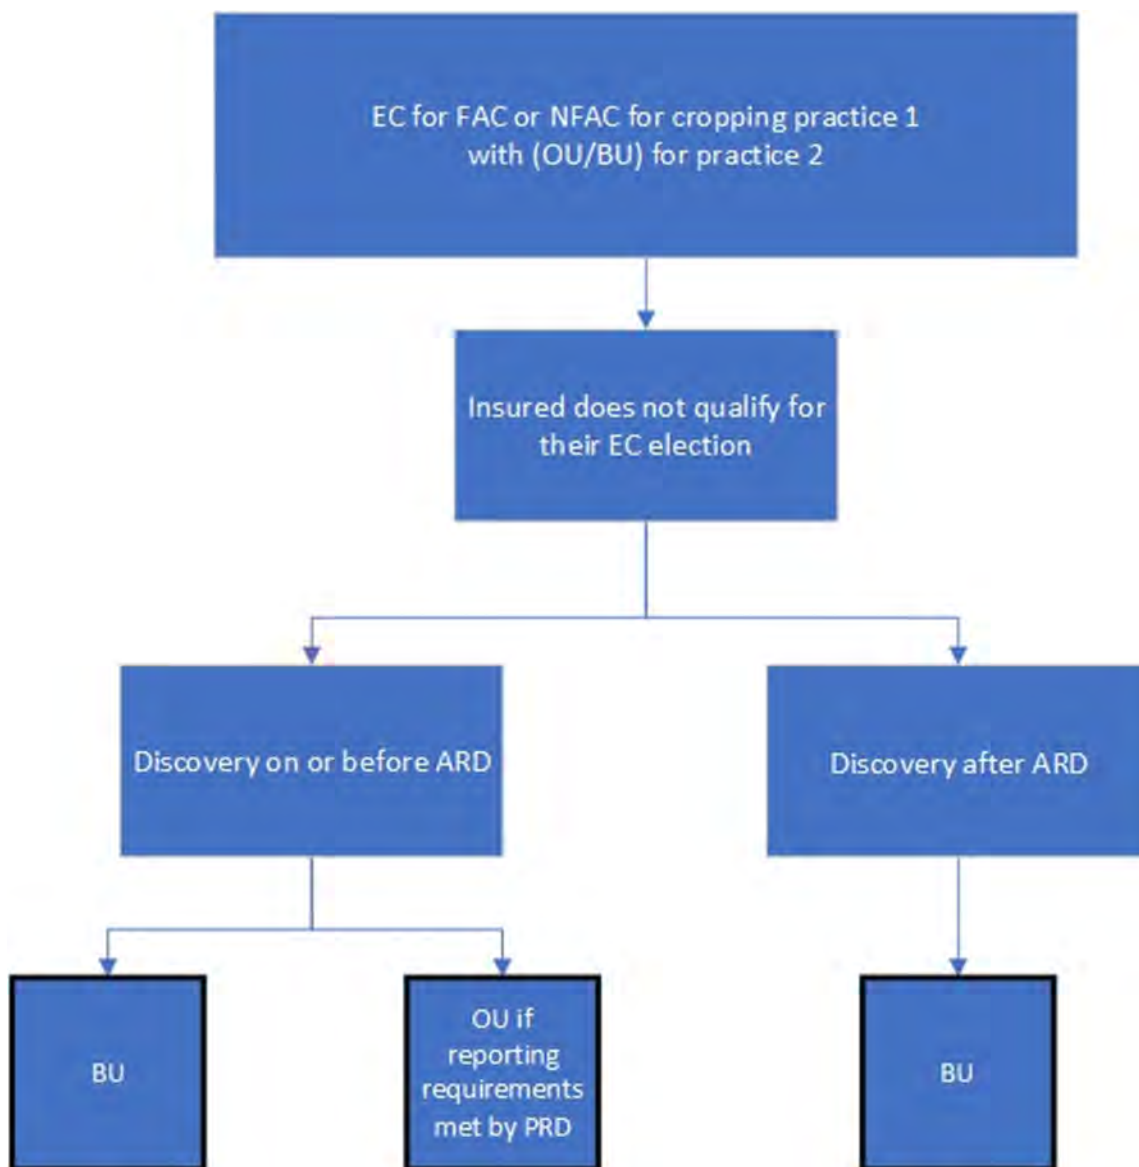 EC for FAC or NFAC for cropping practice 1
with (OU/BU) for practice 2
Insured does not qualify for
their EC election
Discovery on or before ARD
Discovery after ARD
BU
OU if
reporting
requirements
met by PRD
BU